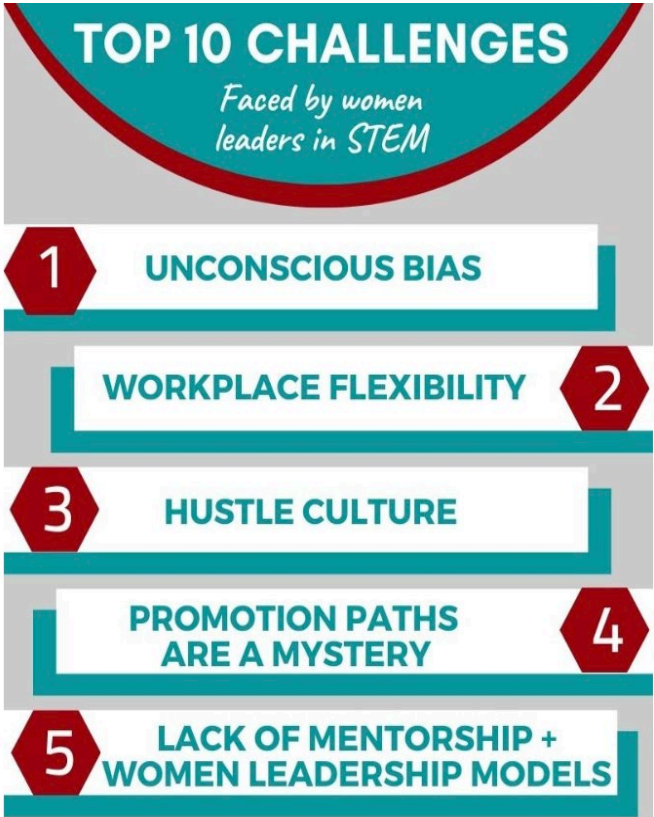 TOP 10 CHALLENGES
Faced by women
leaders in STEM
1
UNCONSCIOUS BIAS
WORKPLACE FLEXIBILITY
2
3
HUSTLE CULTURE
PROMOTION PATHS
ARE A MYSTERY
4
5
LACK OF MENTORSHIP +
WOMEN LEADERSHIP MODELS